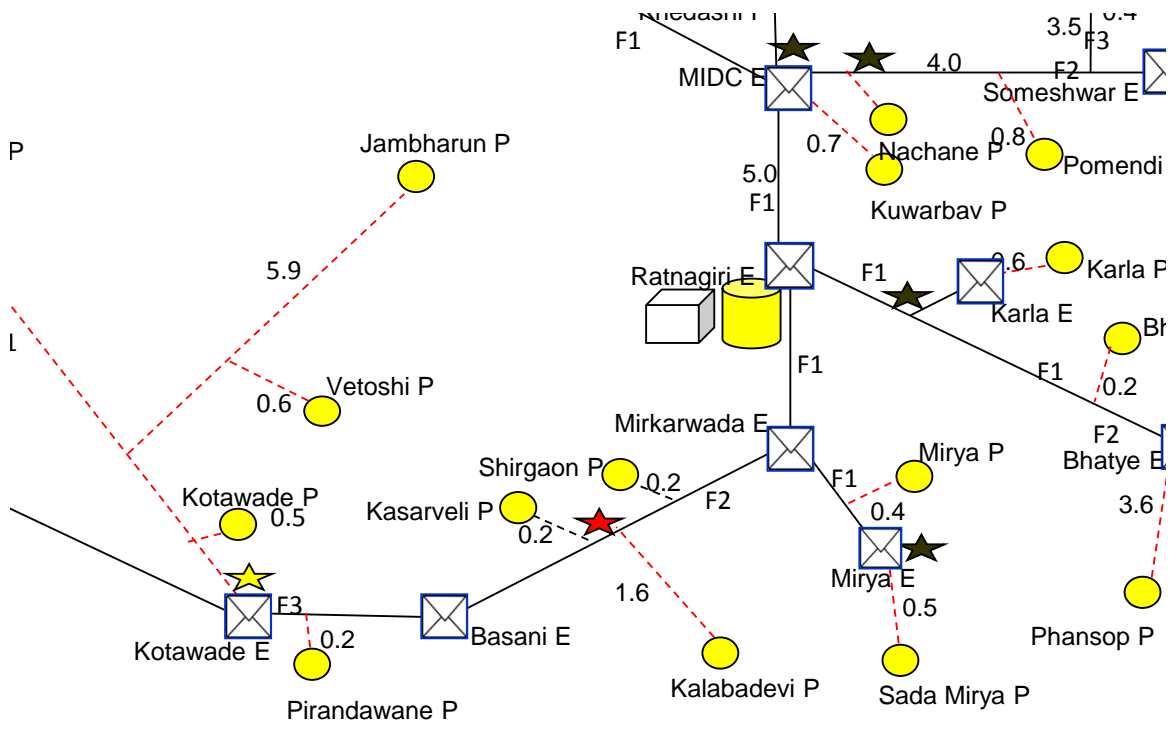 F1
3.5
F3
MIDC E
4.0
F2
Someshwar E
P
Jambharun P
0.7
Nachane P
0.8
Pomendi
5.0
F1
Kuwarbav P
5.9
Ratnagiri E
F1
Karla P
Karla E
F1
F1
0.2
Vetoshi P
0.6
Mirkarwada E
F2
Bhatye E
Shirgaon P
0.2
F2
F1
Mirya P
0.4
Kotawade P
0.5
Kasarveli P
0.2
3.6
Mirya E
F3
0.2
1.6
0.5
Kotawade E
Basani E
Phansop P
Pirandawane P
Kalabadevi P
Sada Mirya P